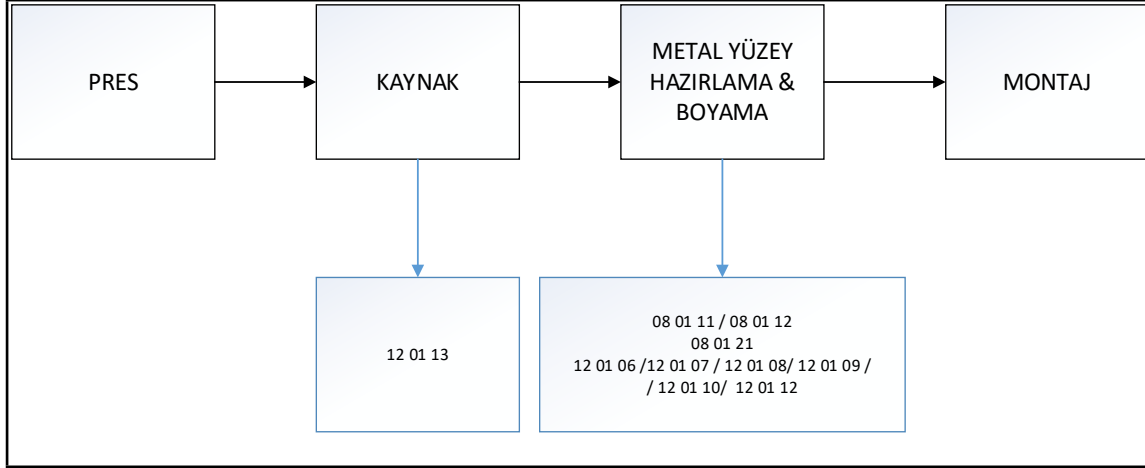 PRES
KAYNAK
METAL YÜZEY
HAZIRLAMA &
BOYAMA
MONTAJ
12 01 13
08 01 11 / 08 01 12
08 01 21
12 01 06 /12 01 07 / 12 01 08/ 12 01 09 /
/ 12 01 10/  12 01 12